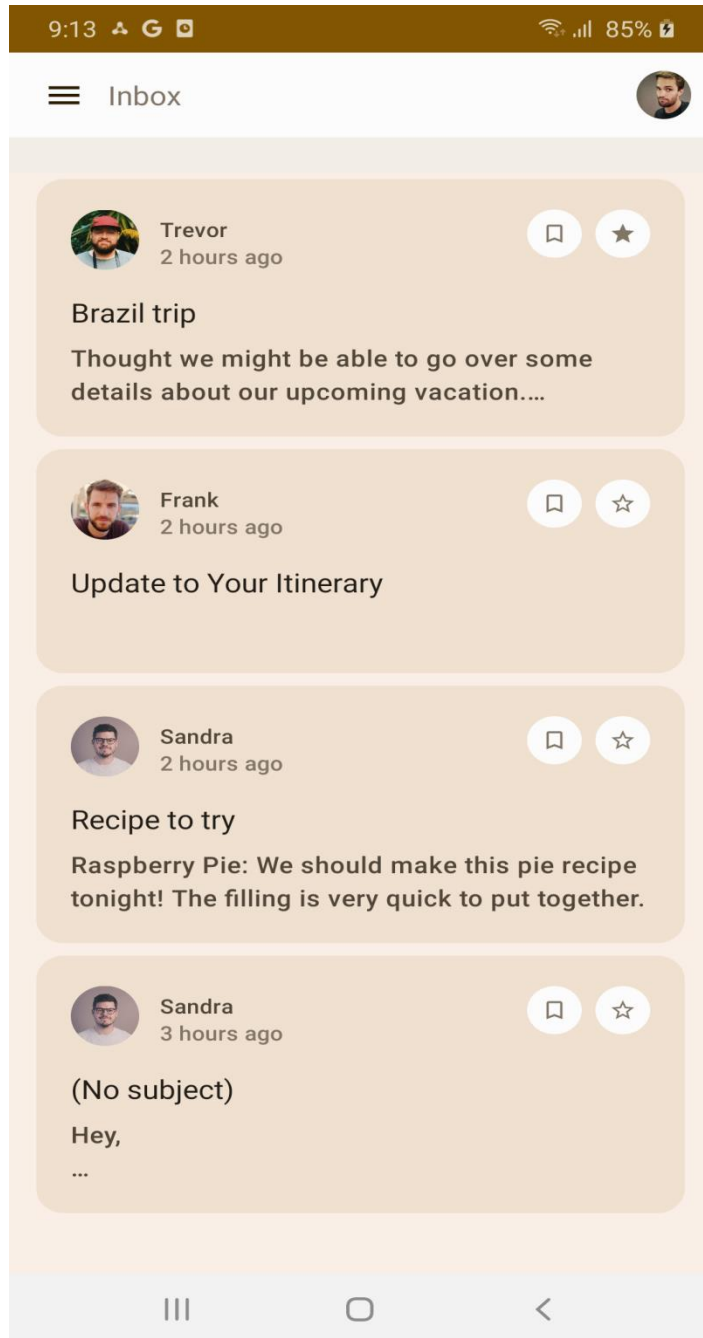 9:13 G
85%
Inbox
Trevor
2 hours ago
Brazil trip
Thought we might be able to go over some
details about our upcoming vacation.…
Frank
2 hours ago
Update to Your Itinerary
Sandra
2 hours ago
Recipe to try
Raspberry Pie: We should make this pie recipe
tonight! The filling is very quick to put together.
Sandra
3 hours ago
(No subject)
Hey,
…